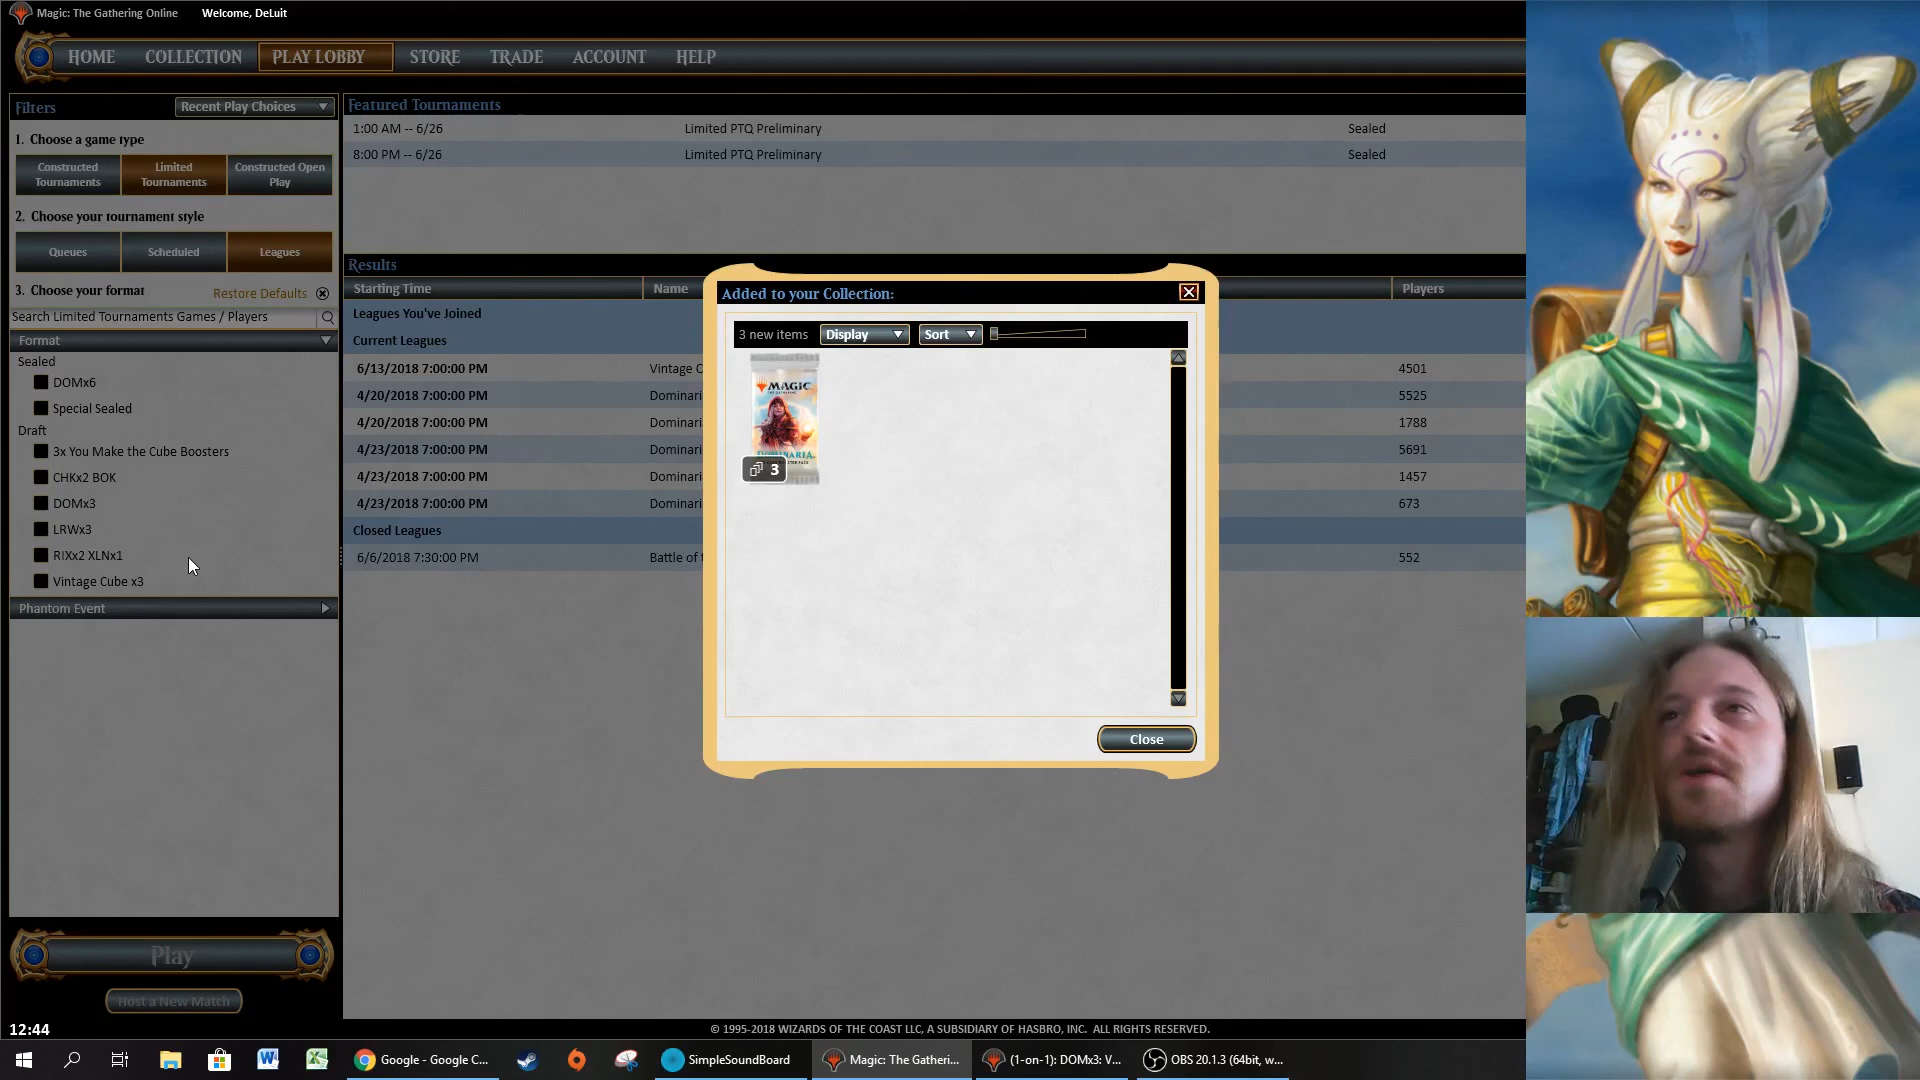 Magic: The Gathering Online Welcome, DeLuit
HOME COLLECTION PLAY LOBBY STORE TRADE ACCOUNT HELP
Filters Recent Play Choices
1. Choose a game type
Constructed Tournaments
Limited Tournaments
Constructed Open Play
2. Choose your tournament style
Queues Scheduled Leagues
3. Choose your format Restore Defaults
Search Limited Tournaments Games / Players
Format
Sealed
DOMx6
Special Sealed
Draft
3x You Make the Cube Boosters
CHKx2 BOK
DOMx3
LRWx3
RIXx2 XLNx1
Vintage Cube x3
Phantom Event
Play
Host a New Match
12:44
Featured Tournaments
1:00 AM -- 6/26 Limited PTQ Preliminary Sealed
8:00 PM -- 6/26 Limited PTQ Preliminary Sealed
Results
Starting Time Name Players
Leagues You've Joined
Current Leagues
6/13/2018 7:00:00 PM Vintage C 4501
4/20/2018 7:00:00 PM Dominari 5525
4/20/2018 7:00:00 PM Dominari 1788
4/23/2018 7:00:00 PM Dominari 5691
4/23/2018 7:00:00 PM Dominari 1457
4/23/2018 7:00:00 PM Dominari 673
Closed Leagues
6/6/2018 7:30:00 PM Battle of 552
Added to your Collection:
3 new items Display Sort
MAGIC
DOMINARIA
3
Close
© 1995-2018 WIZARDS OF THE COAST LLC, A SUBSIDIARY OF HASBRO, INC. ALL RIGHTS RESERVED.
Google - Google C... SimpleSoundBoard Magic: The Gatheri... (1-on-1): DOMx3: V... OBS 20.1.3 (64bit, w...